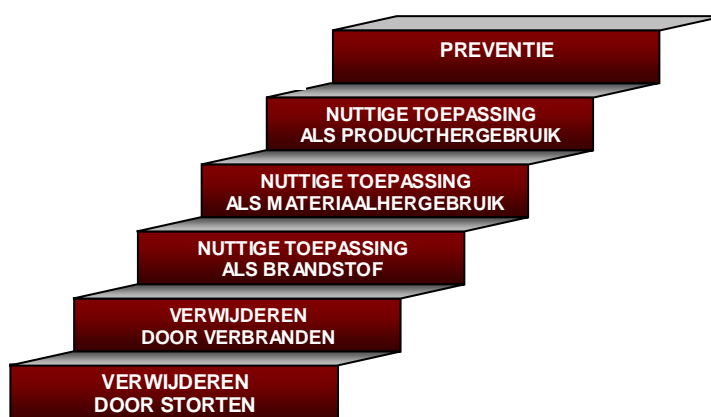 PREVENTIE
NUTTIGE TOEPASSING
ALS PRODUCTHERGEBRUIK
NUTTIGE TOEPASSING
ALS MATERIAALHERGEBRUIK
NUTTIGE TOEPASSING
ALS BRANDSTOF
VERWIJDEREN
DOOR VERBRANDEN
VERWIJDEREN
DOOR STORTEN